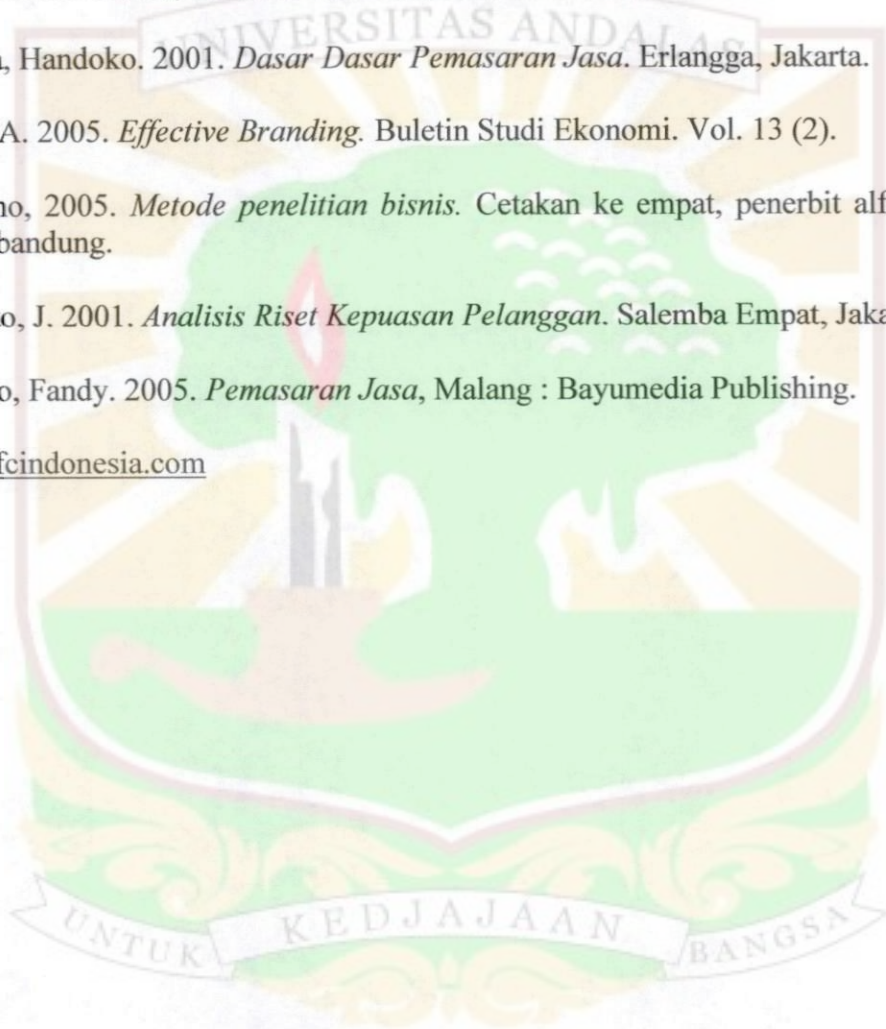 UNIVERSITAS ANDALAS
, Handoko. 2001. Dasar Dasar Pemasaran Jasa. Erlangga, Jakarta.
A. 2005. Effective Branding. Buletin Studi Ekonomi. Vol. 13 (2).
no, 2005. Metode penelitian bisnis. Cetakan ke empat, penerbit alf
bandung.
o, J. 2001. Analisis Riset Kepuasan Pelanggan. Salemba Empat, Jaka
o, Fandy. 2005. Pemasaran Jasa, Malang : Bayumedia Publishing.
fcindonesia.com
UNTUK KEDJAJAAN BANGSA